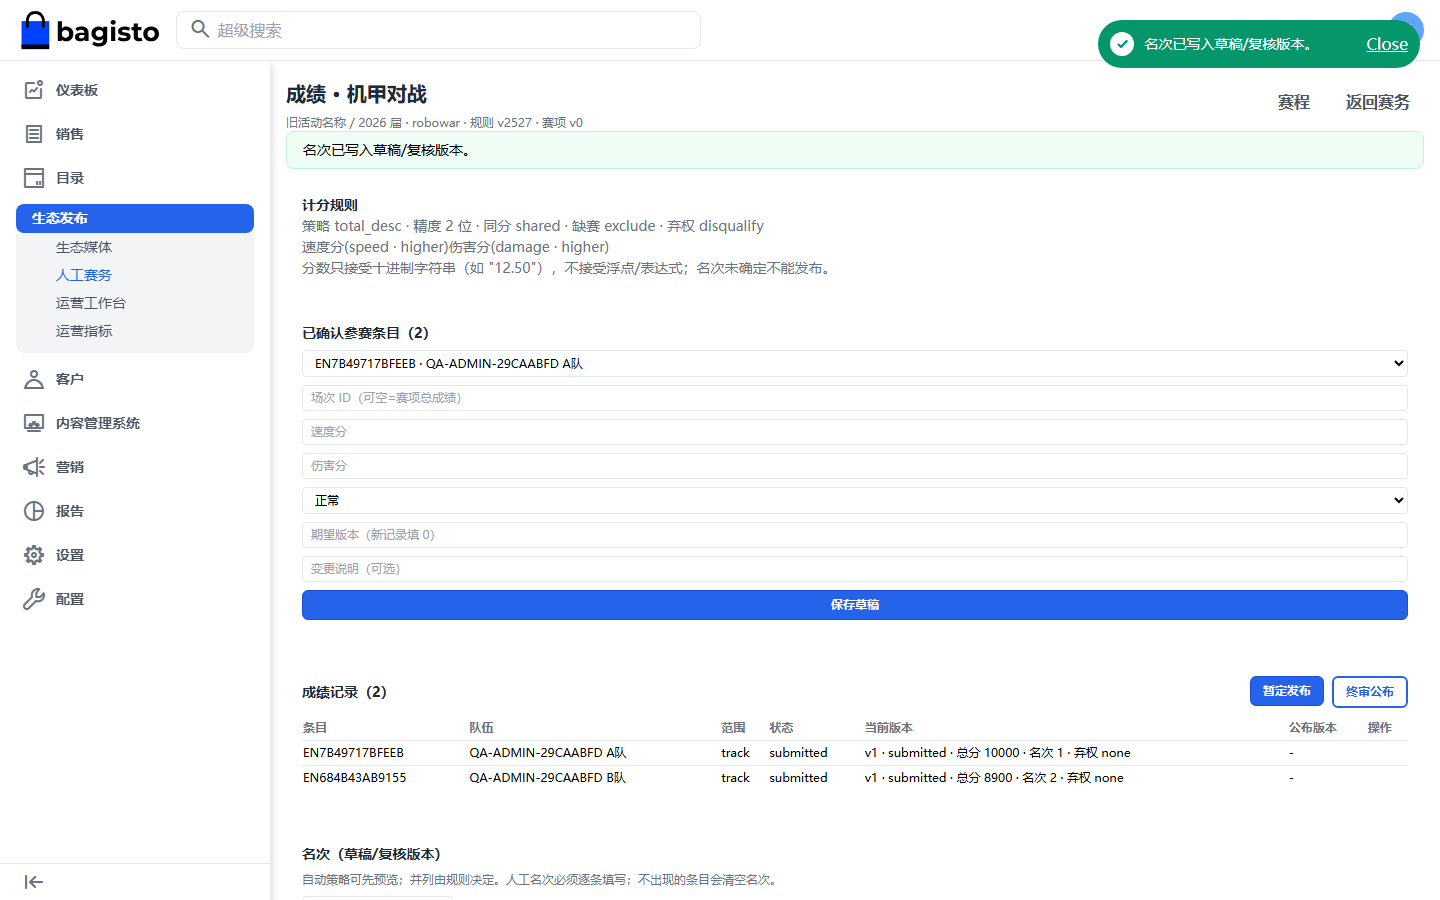 bagisto
超级搜索
名次已写入草稿/复核版本。
Close
仪表板
销售
目录
生态发布
生态媒体
人工赛务
运营工作台
运营指标
客户
内容管理系统
营销
报告
设置
配置
成绩・机甲对战
赛程
返回赛务
旧活动名称 / 2026 届 · robowar · 规则 v2527 · 赛项 v0
名次已写入草稿/复核版本。
计分规则
策略 total_desc · 精度 2 位 · 同分 shared · 缺赛 exclude · 弃权 disqualify
速度分(speed · higher)伤害分(damage · higher)
分数只接受十进制字符串（如 "12.50"），不接受浮点/表达式；名次未确定不能发布。
已确认参赛条目（2）
EN7B49717BFEEB · QA-ADMIN-29CAABFD A队
场次 ID（可空=赛项总成绩）
速度分
伤害分
正常
期望版本（新记录填 0）
变更说明（可选）
保存草稿
成绩记录（2）
暂定发布
终审公布
条目 队伍 范围 状态 当前版本 公布版本 操作
EN7B49717BFEEB QA-ADMIN-29CAABFD A队 track submitted v1 · submitted · 总分 10000 · 名次 1 · 弃权 none -
EN684B43AB9155 QA-ADMIN-29CAABFD B队 track submitted v1 · submitted · 总分 8900 · 名次 2 · 弃权 none -
名次（草稿/复核版本）
自动策略可先预览；并列由规则决定。人工名次必须逐条填写；不出现的条目会清空名次。